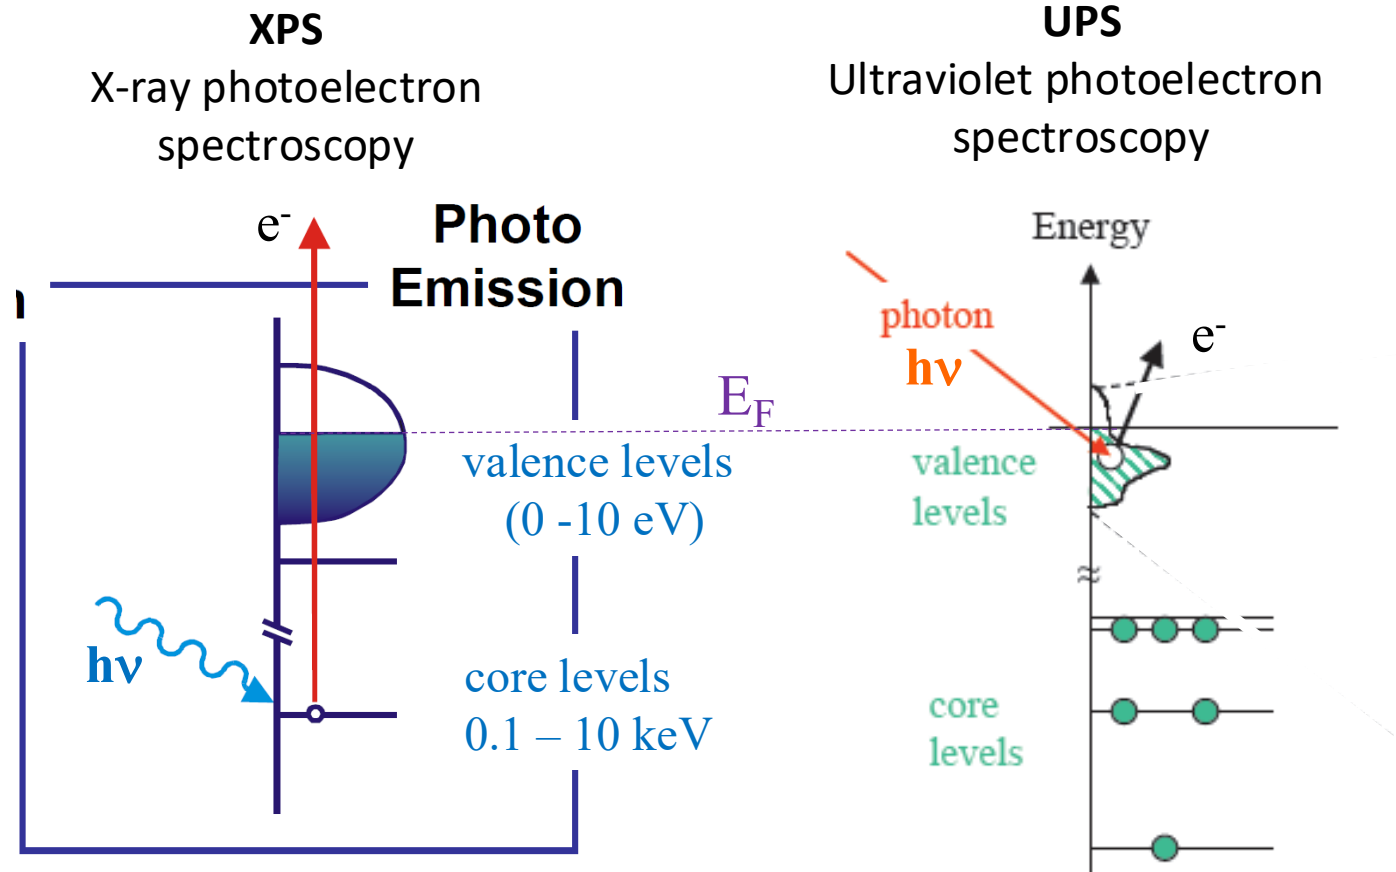 XPS
X-ray photoelectron
spectroscopy
UPS
Ultraviolet photoelectron
spectroscopy
e-
Photo
Emission
n
Energy
photon
hν
e-
EF
valence levels
(0 -10 eV)
valence
levels
≈
hν
core levels
0.1 – 10 keV
core
levels